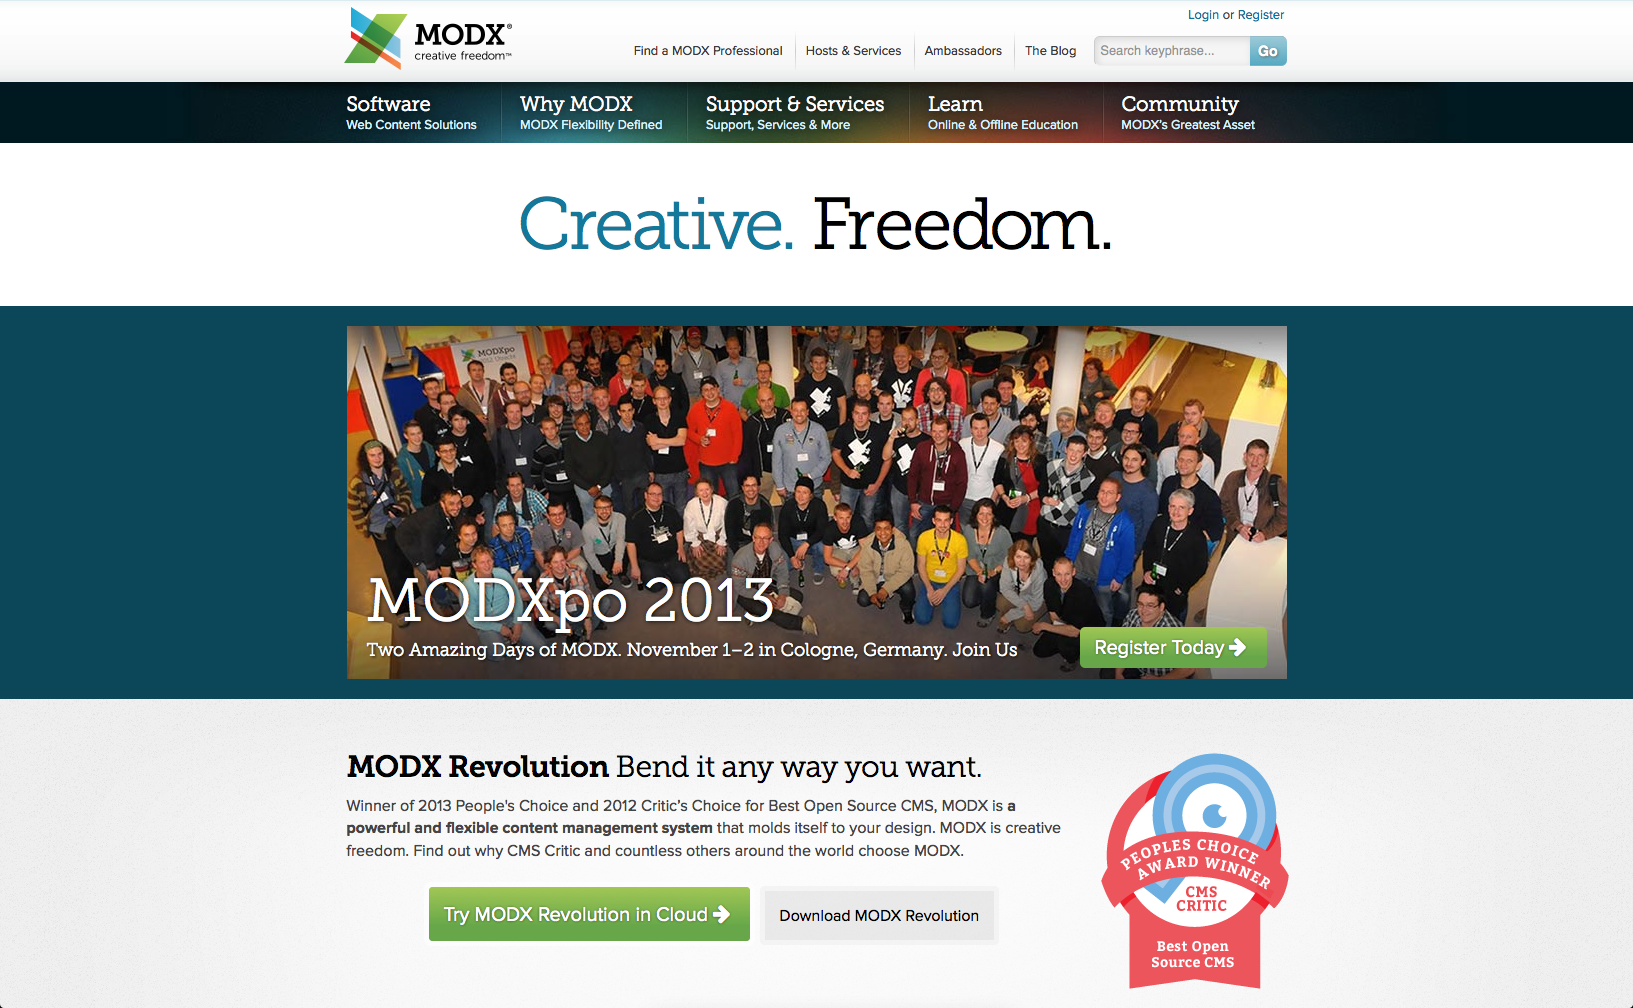 Login or Register
MODX®
creative freedom™
Find a MODX Professional
Hosts & Services
Ambassadors
The Blog
Search keyphrase...
Go
Software
Web Content Solutions
Why MODX
MODX Flexibility Defined
Support & Services
Support, Services & More
Learn
Online & Offline Education
Community
MODX's Greatest Asset
Creative. Freedom.
MODXpo
2012 Utrecht
MODXpo 2013
Two Amazing Days of MODX. November 1–2 in Cologne, Germany. Join Us
Register Today
MODX Revolution Bend it any way you want.
Winner of 2013 People's Choice and 2012 Critic's Choice for Best Open Source CMS, MODX is a
powerful and flexible content management system that molds itself to your design. MODX is creative
freedom. Find out why CMS Critic and countless others around the world choose MODX.
Try MODX Revolution in Cloud
Download MODX Revolution
PEOPLES CHOICE
AWARD WINNER
CMS
CRITIC
Best Open
Source CMS